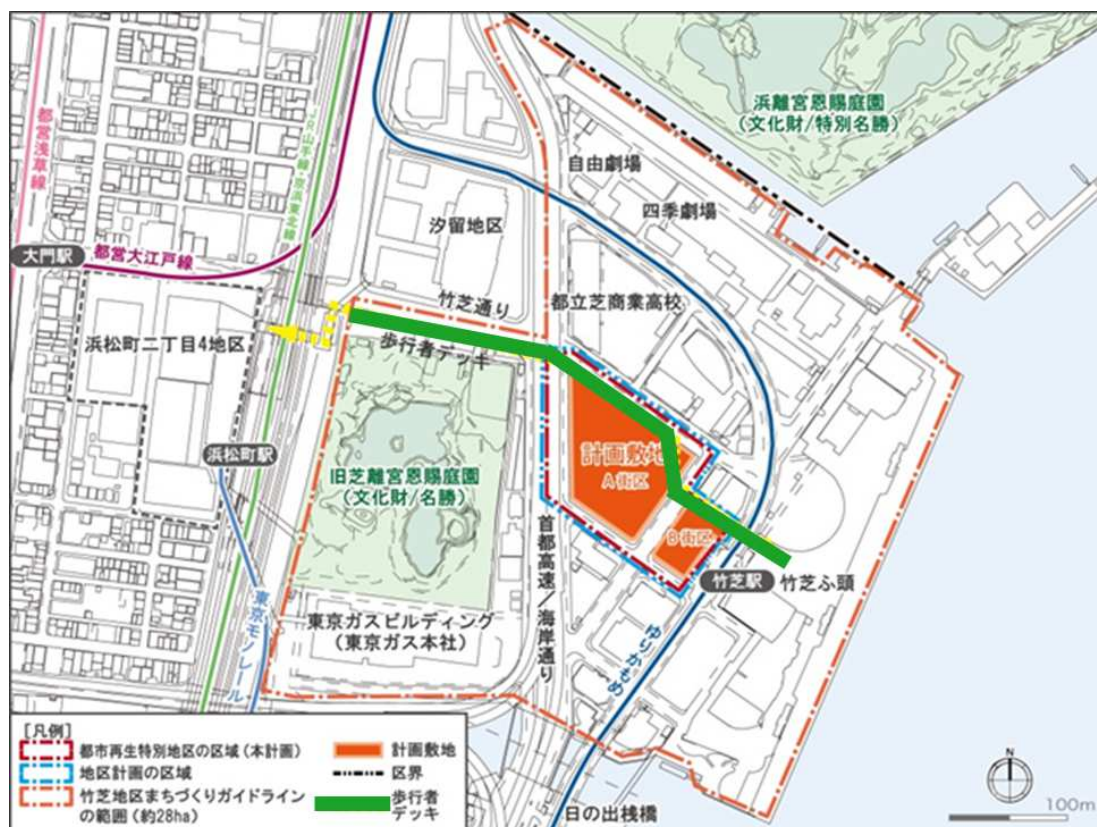 浜離宮恩賜庭園
(文化財/特別名勝)
自由劇場
四季劇場
都営浅草線
JR山手線・京浜東北線
汐留地区
大門駅
都営大江戸線
竹芝通り
都立芝商業高校
浜松町二丁目4地区
歩行者デッキ
計画敷地
A街区
浜松町駅
旧芝離宮恩賜庭園
(文化財/名勝)
B街区
首都高速/海岸通り
竹芝駅
竹芝ふ頭
東京ガスビルディング
(東京ガス本社)
ゆりかもめ
東京モノレール
[凡例]
都市再生特別地区の区域(本計画)
計画敷地
地区計画の区域
区界
竹芝地区まちづくりガイドライン
の範囲(約28ha)
歩行者
デッキ
日の出桟橋
N
100m